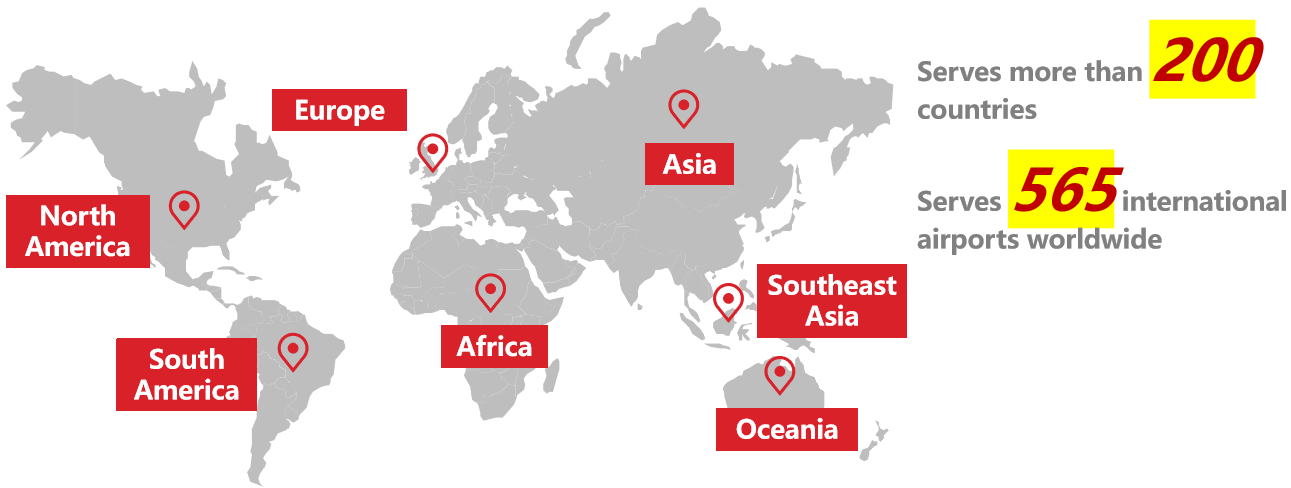 Europe
Asia
North
America
Southeast
Asia
Africa
South
America
Oceania
Serves more than 200
countries
Serves 565 international
airports worldwide